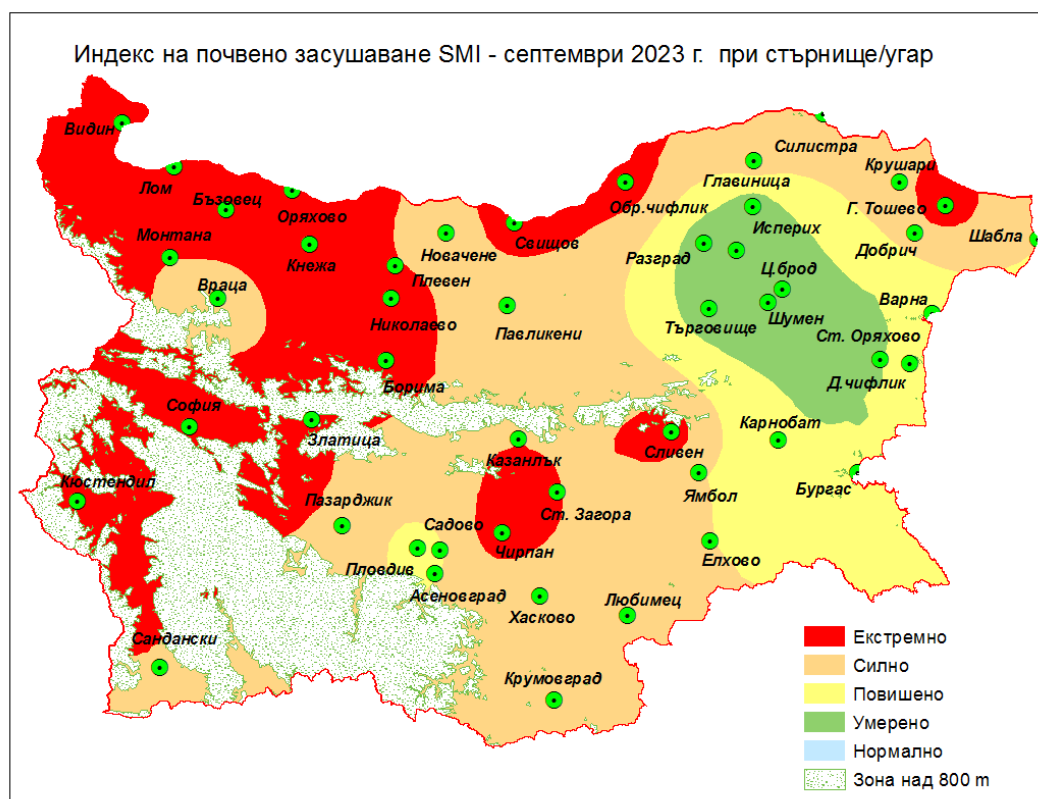 Индекс на почвено засушаване SMI - септември 2023 г. при стърнище/угар
Видин
Силистра
Крушари
Лом
Главиница
Бъзовец
Обр.чифлик
Г. Тошево
Оряхово
Исперих
Шабла
Монтана
Свищов
Добрич
Новачене
Разград
Кнежа
Ц.брод
Плевен
Враца
Варна
Николаево
Шумен
Павликени
Търговище
Ст. Оряхово
Борима
Д.чифлик
София
Карнобат
Златица
Сливен
Казанлък
Кюстендил
Ямбол
Бургас
Пазарджик
Ст. Загора
Садово
Чирпан
Елхово
Пловдив
Асеновград
Любимец
Хасково
Сандански
Крумовград
Екстремно
Силно
Повишено
Умерено
Нормално
Зона над 800 m